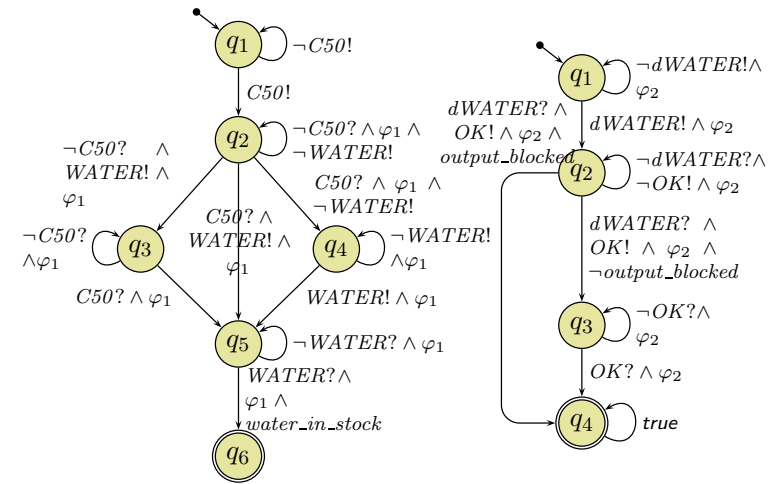 q1
¬C50!
C50!
q2
¬C50? ∧ φ1 ∧
¬WATER!
¬C50? ∧
WATER! ∧
φ1
C50? ∧
WATER! ∧
φ1
C50? ∧ φ1 ∧
¬WATER!
¬C50?
∧φ1
q3
q4
¬WATER!
∧φ1
C50? ∧ φ1
WATER! ∧ φ1
q5
¬WATER? ∧ φ1
WATER?∧
φ1 ∧
water_in_stock
q6
q1
¬dWATER!∧
φ2
dWATER! ∧ φ2
dWATER? ∧
OK! ∧ φ2 ∧
output_blocked
q2
¬dWATER?∧
¬OK! ∧ φ2
dWATER? ∧
OK! ∧ φ2 ∧
¬output_blocked
q3
¬OK?∧
φ2
OK? ∧ φ2
q4
true